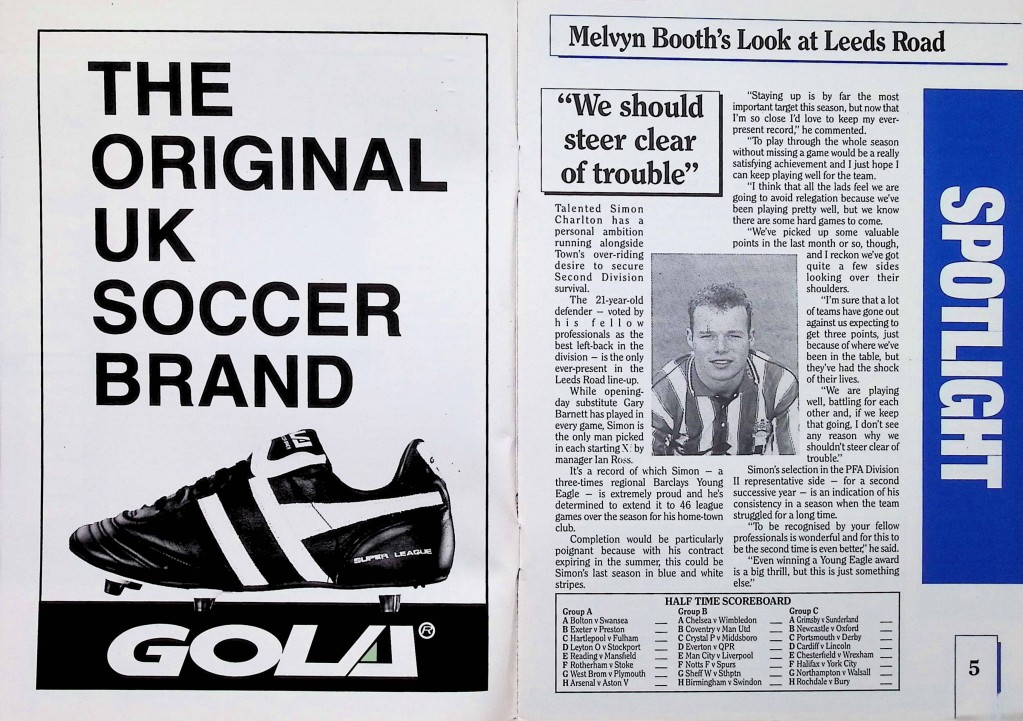 THE
ORIGINAL
UK
SOCCER
BRAND
GOLA
SUPER LEAGUE
GOLA®
Melvyn Booth's Look at Leeds Road
"We should
steer clear
of trouble"
Talented Simon
Charlton has a
personal ambition
running alongside
Town's over-riding
desire to secure
Second Division
survival.
The 21-year-old
defender — voted by
his fellow
professionals as the
best left-back in the
division — is the only
ever-present in the
Leeds Road line-up.
While opening-
day substitute Gary
Barnett has played in
every game, Simon is
the only man picked
in each starting XI by
manager Ian Ross.
It's a record of which Simon — a
three-times regional Barclays Young
Eagle — is extremely proud and he's
determined to extend it to 46 league
games over the season for his home-town
club.
Completion would be particularly
poignant because with his contract
expiring in the summer, this could be
Simon's last season in blue and white
stripes.
"Staying up is by far the most
important target this season, but now that
I'm so close I'd love to keep my ever-
present record," he commented.
"To play through the whole season
without missing a game would be a really
satisfying achievement and I just hope I
can keep playing well for the team.
"I think that all the lads feel we are
going to avoid relegation because we've
been playing pretty well, but we know
there are some hard games to come.
"We've picked up some valuable
points in the last month or so, though,
and I reckon we've got
quite a few sides
looking over their
shoulders.
"I'm sure that a lot
of teams have gone out
against us expecting to
get three points, just
because of where we've
been in the table, but
they've had the shock
of their lives.
"We are playing
well, battling for each
other and, if we keep
that going, I don't see
any reason why we
shouldn't steer clear of
trouble."
Simon's selection in the PFA Division
II representative side — for a second
successive year — is an indication of his
consistency in a season when the team
struggled for a long time.
"To be recognised by your fellow
professionals is wonderful and for this to
be the second time is even better," he said.
"Even winning a Young Eagle award
is a big thrill, but this is just something
else."
SPOTLIGHT
HALF TIME SCOREBOARD
Group A
A Bolton v Swansea
B Exeter v Preston
C Hartlepool v Fulham
D Leyton O v Stockport
E Reading v Mansfield
F Rotherham v Stoke
G West Brom v Plymouth
H Arsenal v Aston V
Group B
A Chelsea v Wimbledon
B Coventry v Man Utd
C Crystal P v Middsboro
D Everton v QPR
E Man City v Liverpool
F Notts F v Spurs
G Sheff W v Sthptn
H Birmingham v Swindon
Group C
A Grimsby v Sunderland
B Newcastle v Oxford
C Portsmouth v Derby
D Cardiff v Lincoln
E Chesterfield v Wrexham
F Halifax v York City
G Northampton v Walsall
H Rochdale v Bury
5